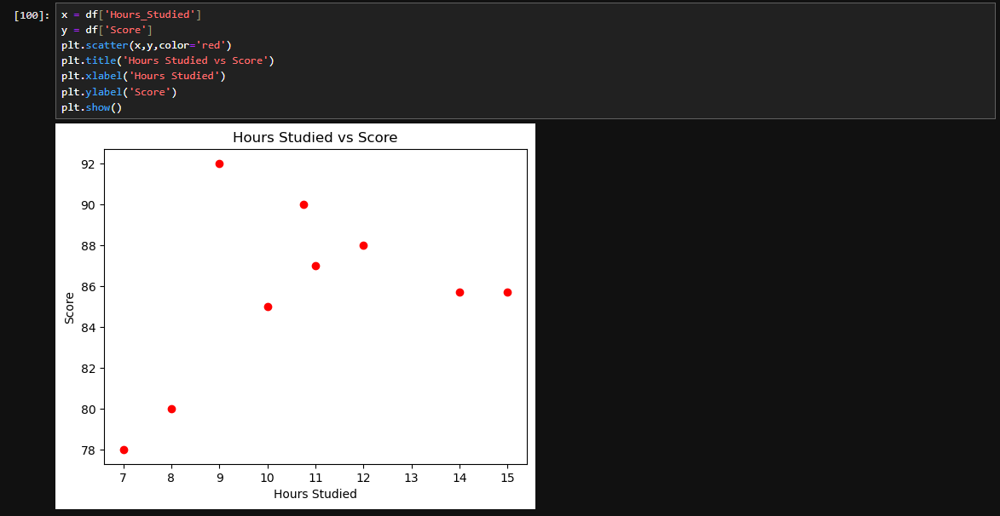 [100]:
x = df['Hours_Studied']
y = df['Score']
plt.scatter(x,y,color='red')
plt.title('Hours Studied vs Score')
plt.xlabel('Hours Studied')
plt.ylabel('Score')
plt.show()
Hours Studied vs Score
92
90
88
86
84
82
80
78
Score
7 8 9 10 11 12 13 14 15
Hours Studied